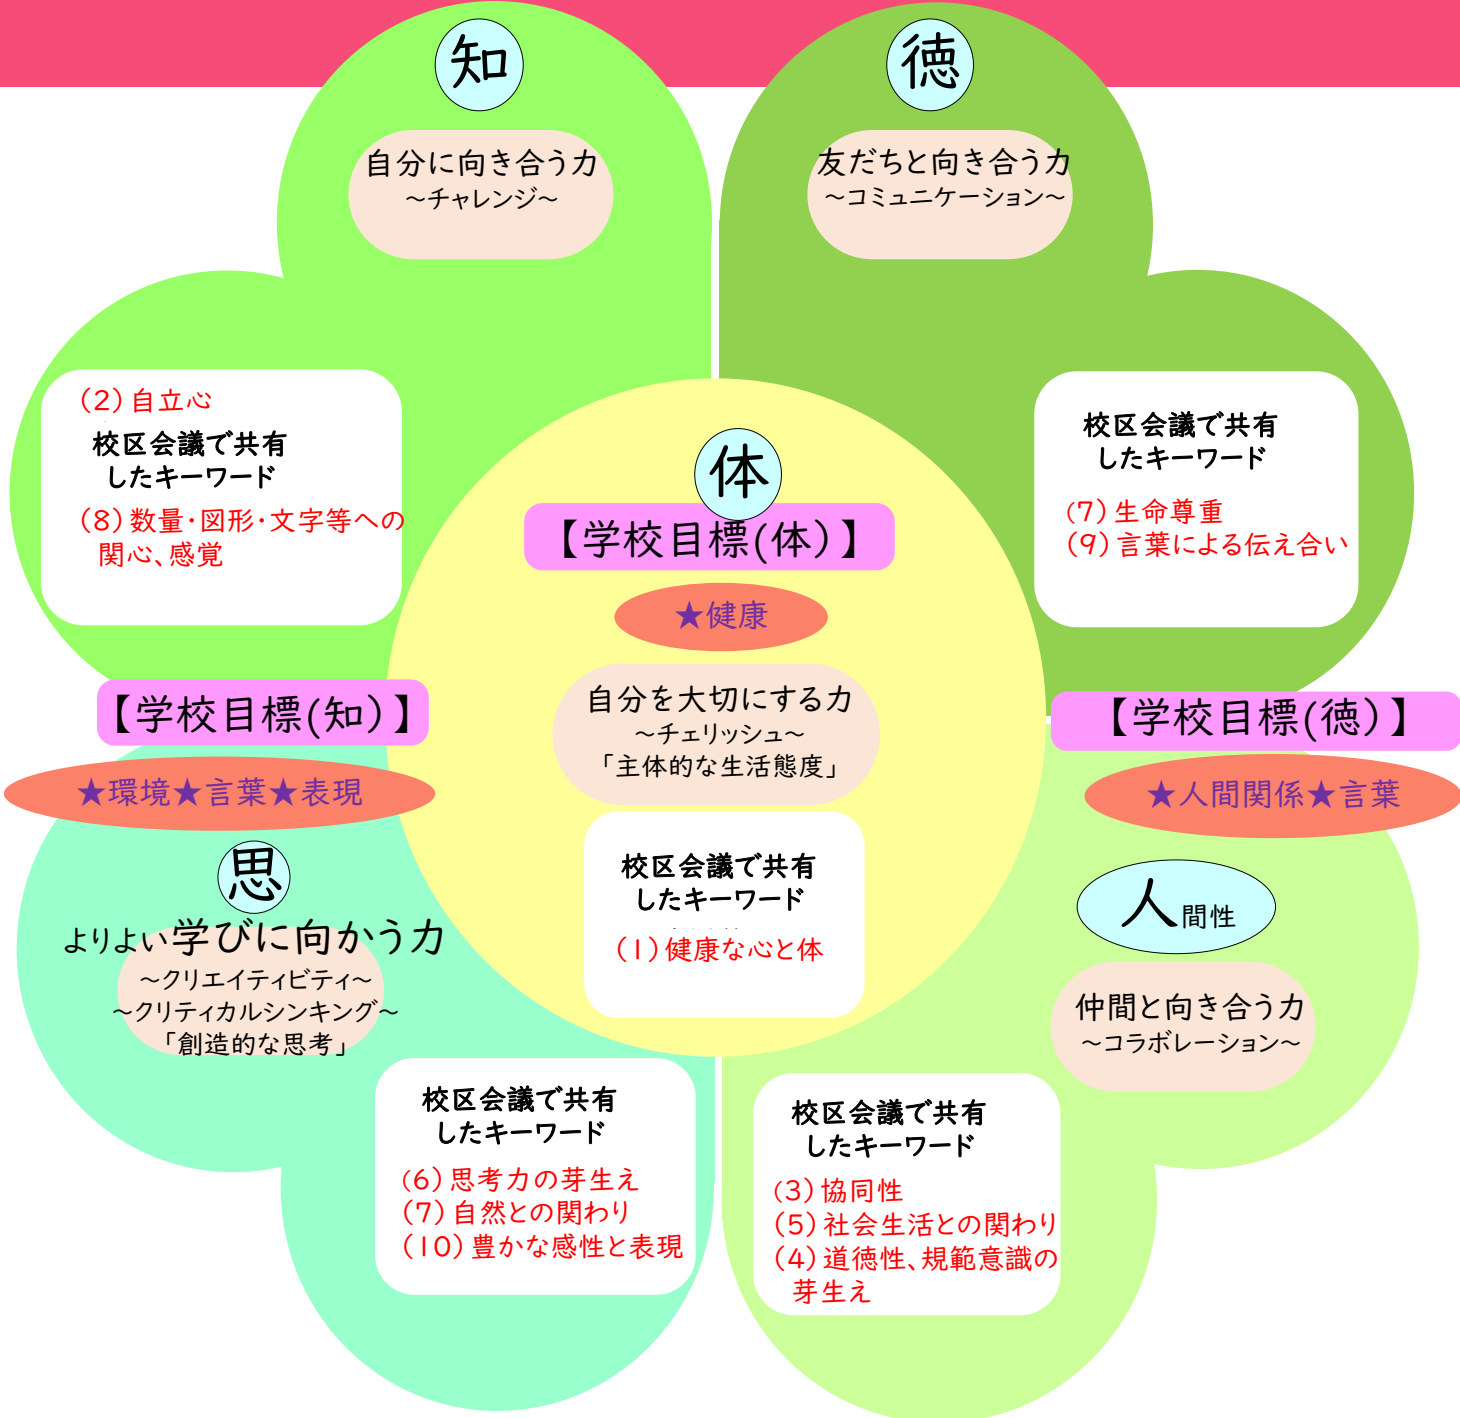 知
自分に向き合う力
～チャレンジ～
(2)自立心
校区会議で共有
したキーワード
(8)数量・図形・文字等への
関心、感覚
【学校目標(知)】
★環境★言葉★表現
徳
友だちと向き合う力
～コミュニケーション～
校区会議で共有
したキーワード
(7)生命尊重
(9)言葉による伝え合い
【学校目標(徳)】
★人間関係★言葉
体
【学校目標(体)】
★健康
自分を大切にする力
～チェリッシュ～
「主体的な生活態度」
校区会議で共有
したキーワード
(1)健康な心と体
思
よりよい学びに向かう力
～クリエイティビティ～
～クリティカルシンキング～
「創造的な思考」
校区会議で共有
したキーワード
(6)思考力の芽生え
(7)自然との関わり
(10)豊かな感性と表現
人間性
仲間と向き合う力
～コラボレーション～
校区会議で共有
したキーワード
(3)協同性
(5)社会生活との関わり
(4)道徳性、規範意識の
芽生え